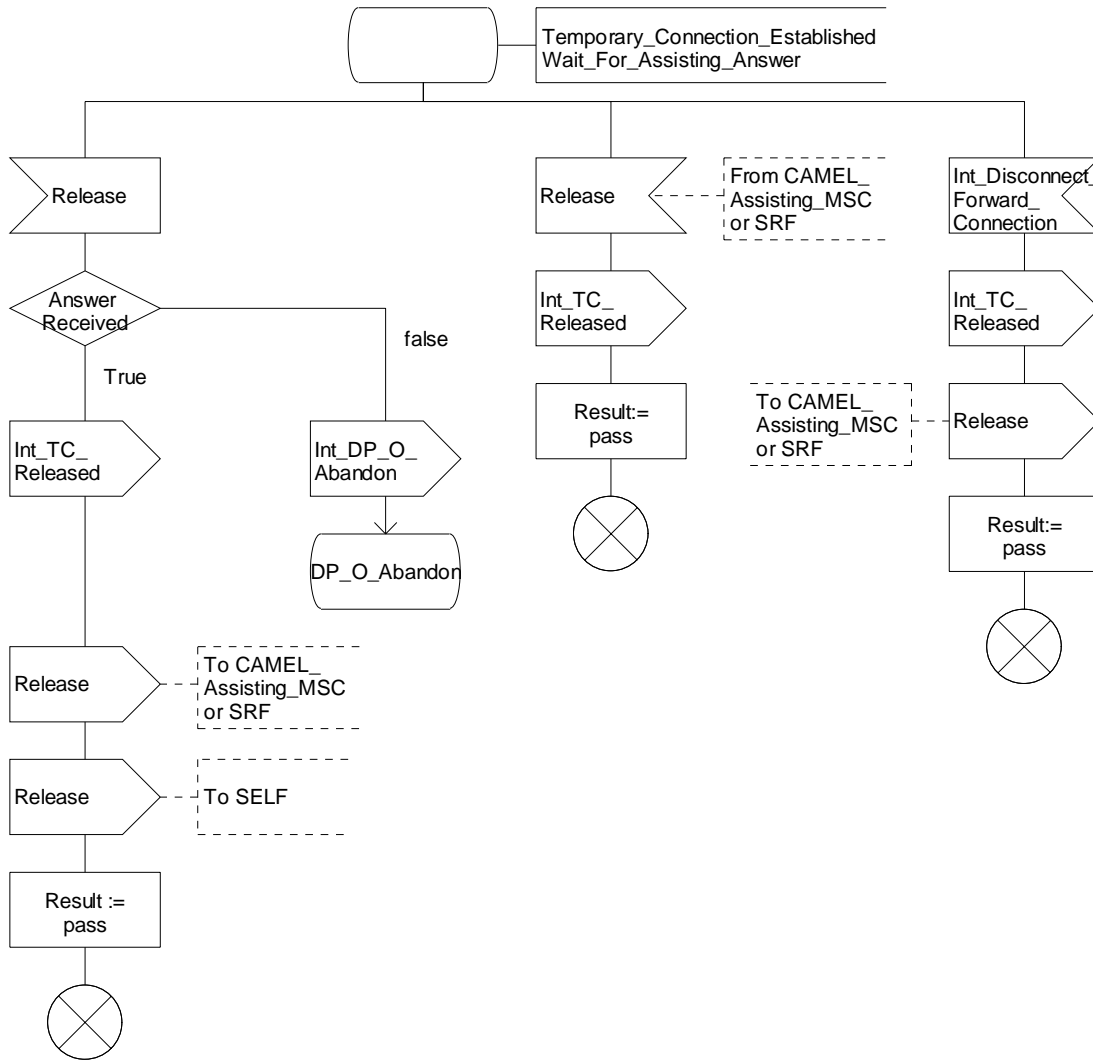 Temporary_Connection_Established
Wait_For_Assisting_Answer
Release
Release
From CAMEL_
Assisting_MSC
or SRF
Int_Disconnect_
Forward_
Connection
Answer
Received
false
True
Int_TC_
Released
Int_TC_
Released
Int_TC_
Released
Int_DP_O_
Abandon
Result:=
pass
To CAMEL_
Assisting_MSC
or SRF
Release
DP_O_Abandon
Result:=
pass
Release
To CAMEL_
Assisting_MSC
or SRF
Release
To SELF
Result :=
pass